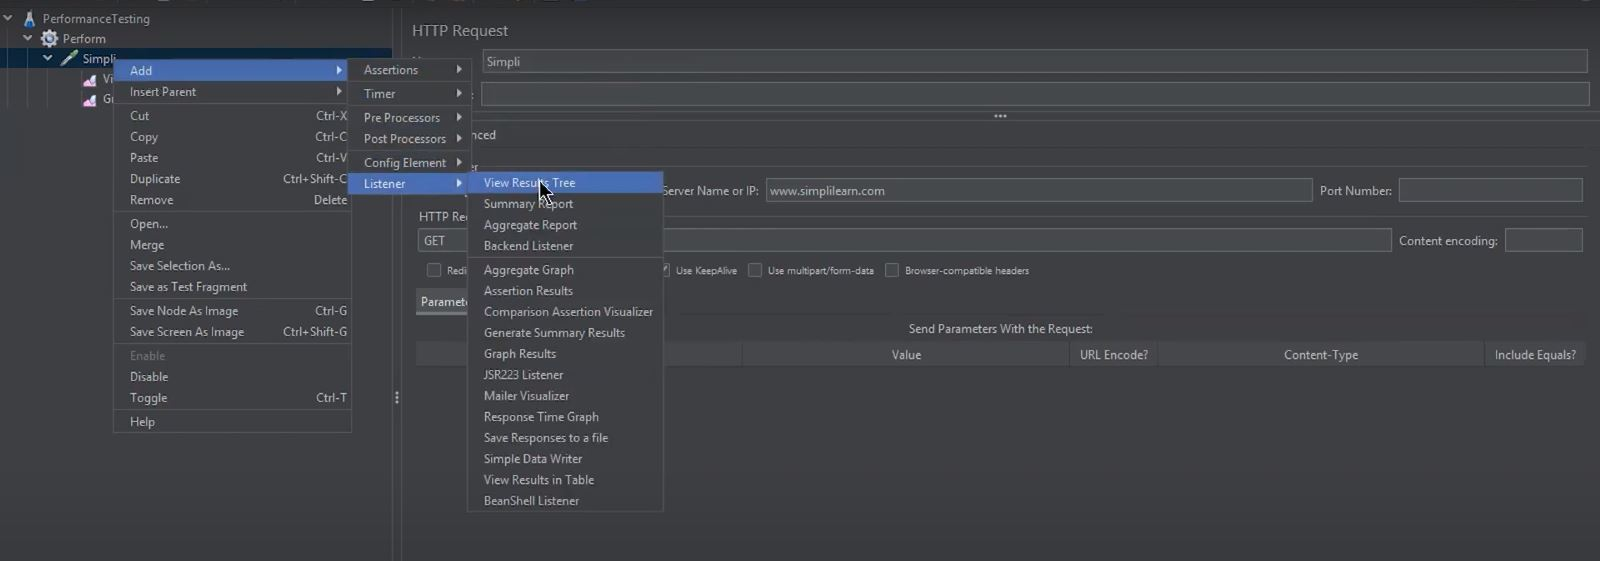 PerformanceTesting
Perform
Simpli
HTTP Request
Simpli
Add
Insert Parent
Cut Ctrl-X
Copy Ctrl-C
Paste Ctrl-V
Duplicate Ctrl+Shift-C
Remove Delete
Open...
Merge
Save Selection As...
Save as Test Fragment
Save Node As Image Ctrl-G
Save Screen As Image Ctrl+Shift-G
Enable
Disable
Toggle Ctrl-T
Help
Assertions
Timer
Pre Processors
Post Processors
Config Element
Listener
View Results Tree
Summary Report
Aggregate Report
Backend Listener
Aggregate Graph
Assertion Results
Comparison Assertion Visualizer
Generate Summary Results
Graph Results
JSR223 Listener
Mailer Visualizer
Response Time Graph
Save Responses to a file
Simple Data Writer
View Results in Table
BeanShell Listener
Server Name or IP: www.simplilearn.com Port Number:
HTTP Re
GET Content encoding:
Redi Use KeepAlive Use multipart/form-data Browser-compatible headers
Paramete
Send Parameters With the Request:
Value URL Encode? Content-Type Include Equals?